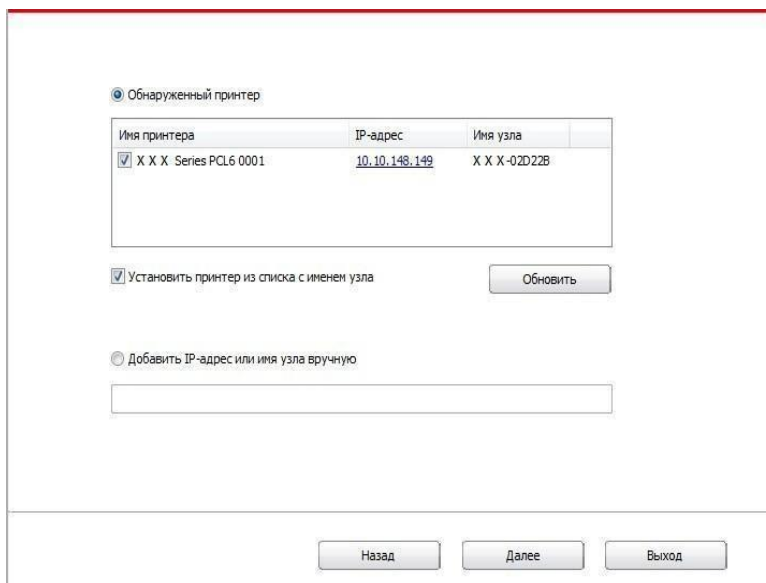 Обнаруженный принтер
Имя принтера IP-адрес Имя узла
X X X Series PCL6 0001 10.10.148.149 X X X-02D22B
Установить принтер из списка с именем узла Обновить
Добавить IP-адрес или имя узла вручную
Назад Далее Выход